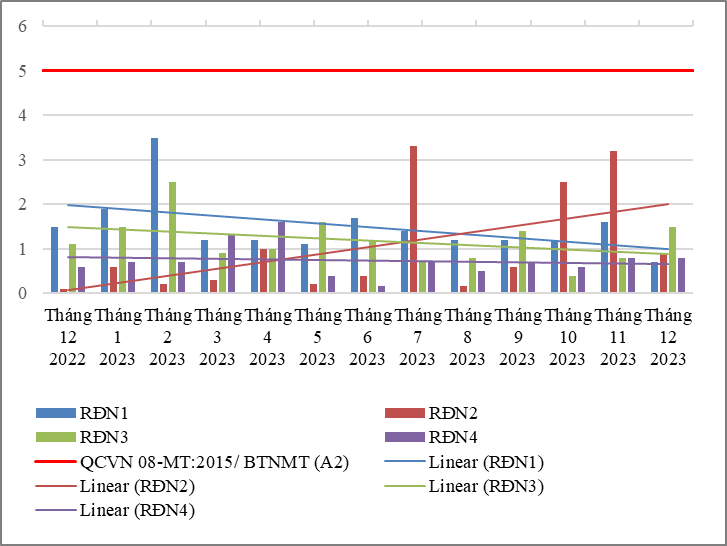 6
5
4
3
2
1
0
Tháng Tháng Tháng Tháng Tháng Tháng Tháng Tháng Tháng Tháng Tháng Tháng Tháng
12 1 2 3 4 5 6 7 8 9 10 11 12
2022 2023 2023 2023 2023 2023 2023 2023 2023 2023 2023 2023 2023
RĐN1 RĐN2
RĐN3 RĐN4
QCVN 08-MT:2015/ BTNMT (A2) Linear (RĐN1)
Linear (RĐN2) Linear (RĐN3)
Linear (RĐN4)